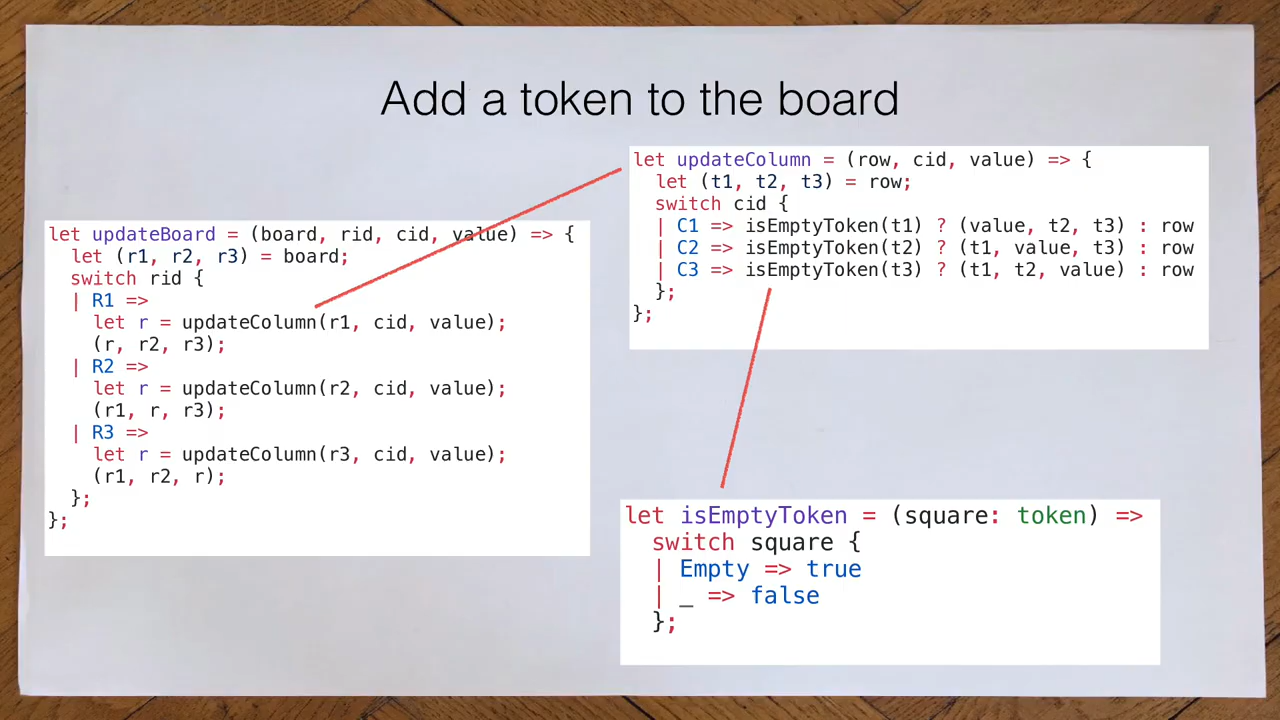 Add a token to the board
let updateBoard = (board, rid, cid, value) => {
  let (r1, r2, r3) = board;
  switch rid {
  | R1 =>
    let r = updateColumn(r1, cid, value);
    (r, r2, r3);
  | R2 =>
    let r = updateColumn(r2, cid, value);
    (r1, r, r3);
  | R3 =>
    let r = updateColumn(r3, cid, value);
    (r1, r2, r);
  };
};
let updateColumn = (row, cid, value) => {
  let (t1, t2, t3) = row;
  switch cid {
  | C1 => isEmptyToken(t1) ? (value, t2, t3) : row
  | C2 => isEmptyToken(t2) ? (t1, value, t3) : row
  | C3 => isEmptyToken(t3) ? (t1, t2, value) : row
  };
};
let isEmptyToken = (square: token) =>
  switch square {
  | Empty => true
  | _ => false
  };